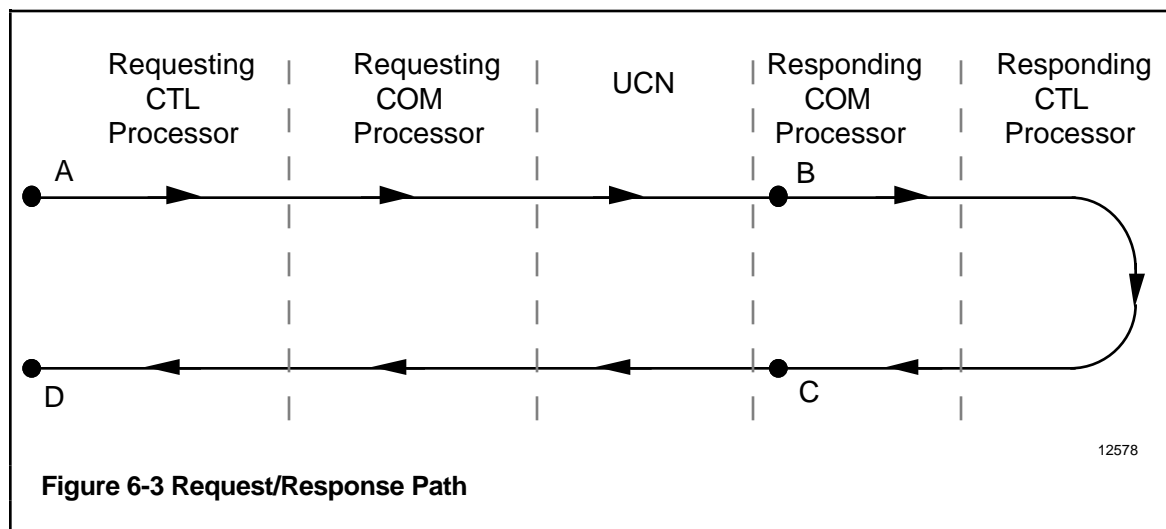 Requesting
CTL
Processor
Requesting
COM
Processor
UCN
Responding
COM
Processor
Responding
CTL
Processor
A
B
D
C
12578
Figure 6-3 Request/Response Path